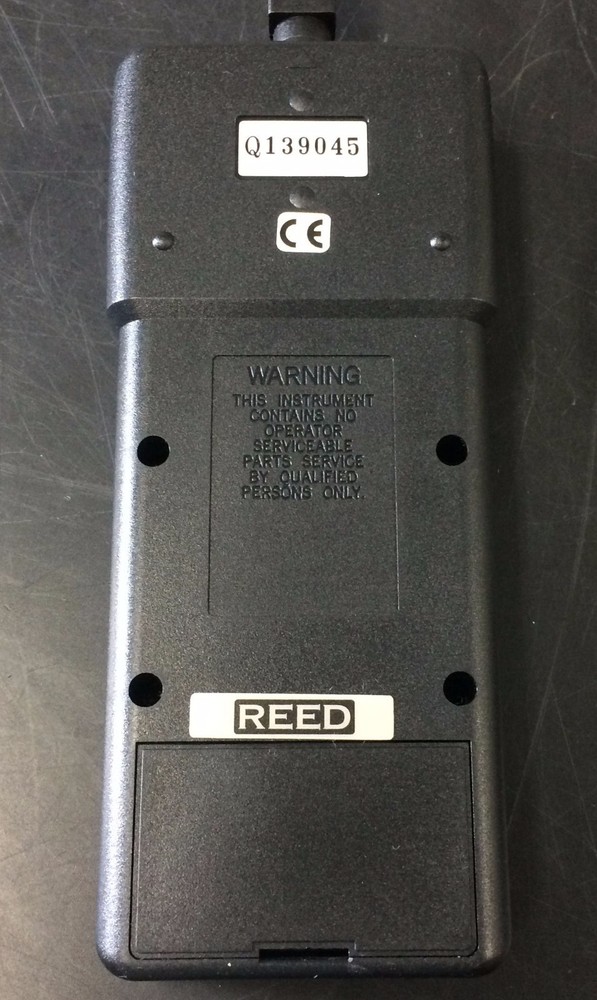 Q139045
CE
WARNING
THIS INSTRUMENT
CONTAINS NO
OPERATOR
SERVICEABLE
PARTS SERVICE
BY QUALIFIED
PERSONS ONLY.
REED